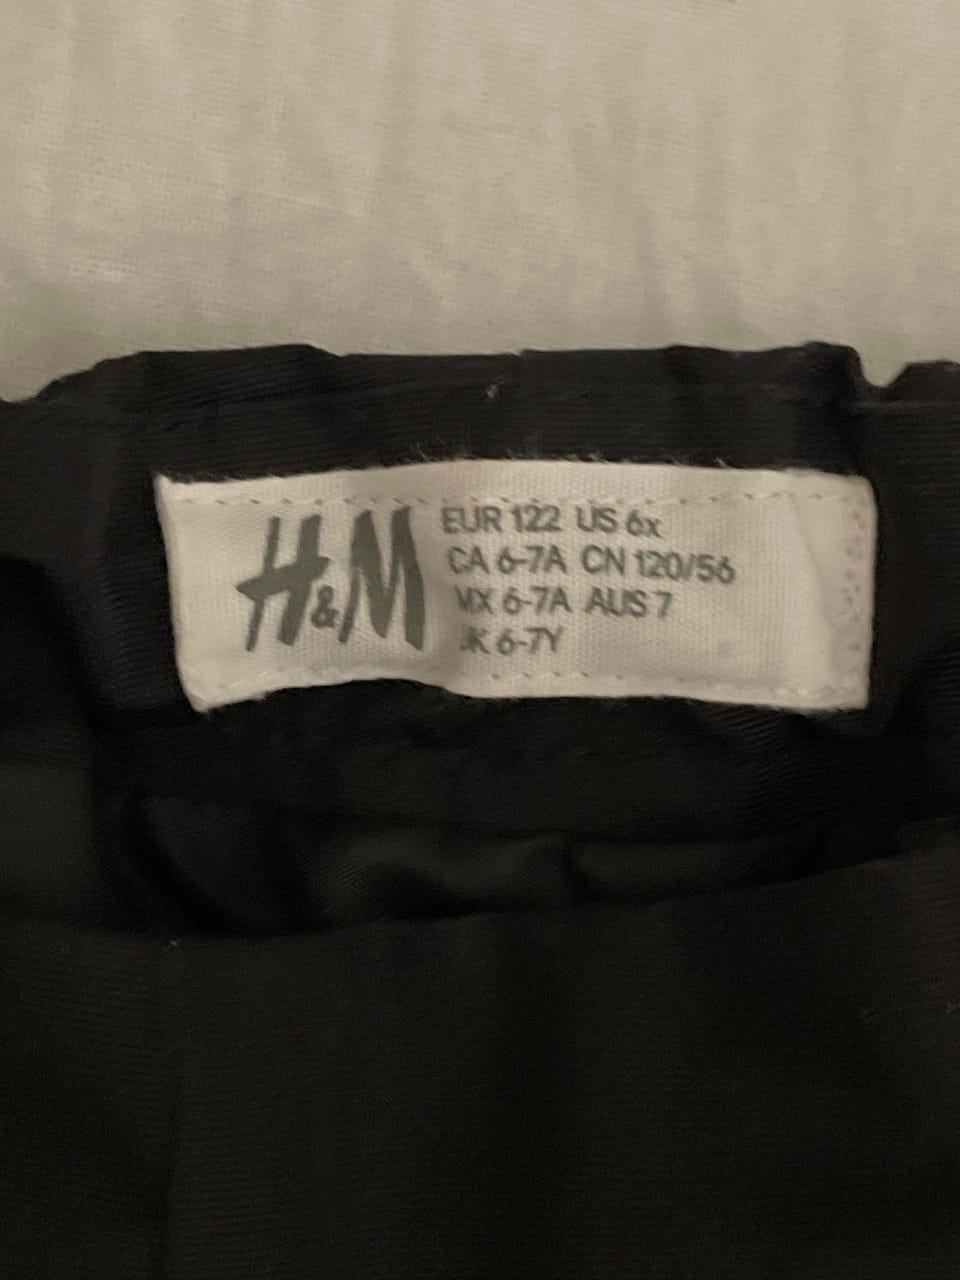 H&M
EUR 122 US 6x
CA 6-7A CN 120/56
MX 6-7A AUS 7
UK 6-7Y